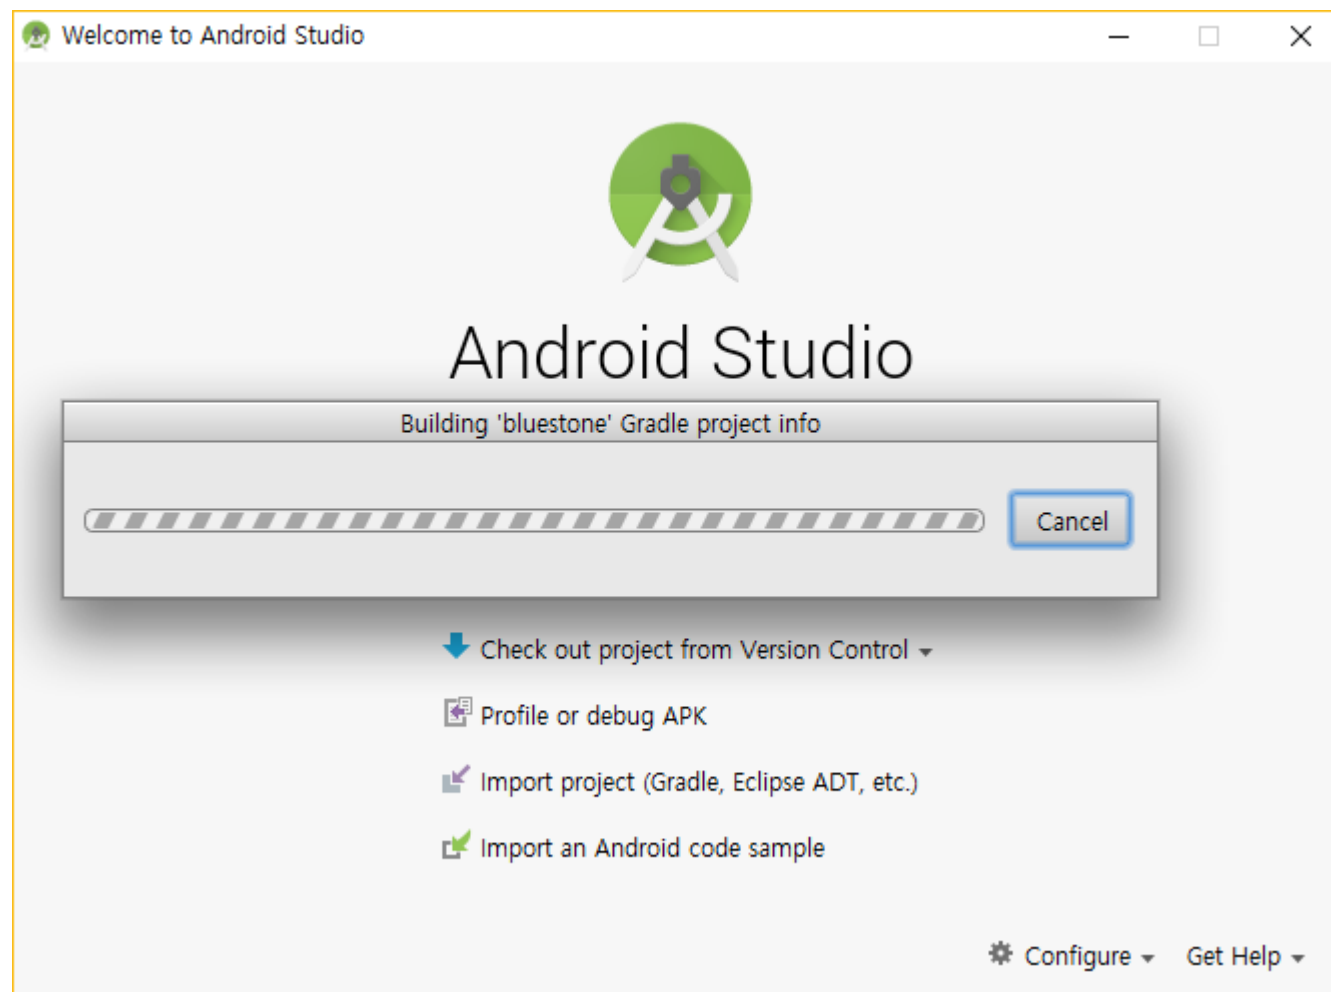 Welcome to Android Studio
Android Studio
Building 'bluestone' Gradle project info
Cancel
Check out project from Version Control
Profile or debug APK
Import project (Gradle, Eclipse ADT, etc.)
Import an Android code sample
Configure Get Help